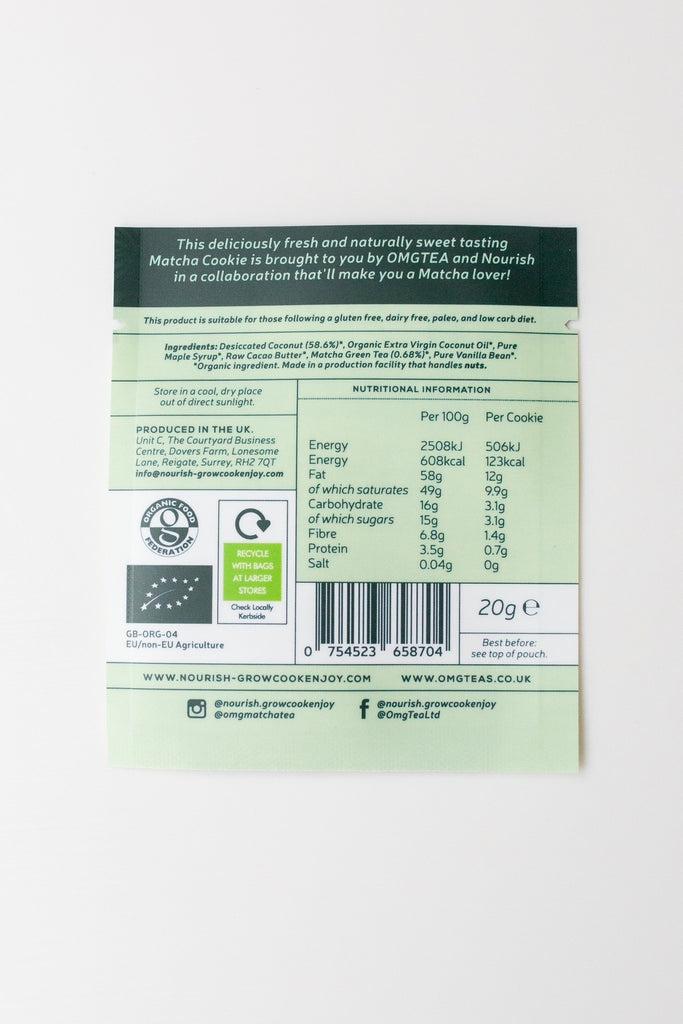 This deliciously fresh and naturally sweet tasting
Matcha Cookie is brought to you by OMGTEA and Nourish
in a collaboration that'll make you a Matcha lover!
This product is suitable for those following a gluten free, dairy free, paleo, and low carb diet.
Ingredients: Desiccated Coconut (58.6%)*, Organic Extra Virgin Coconut Oil*, Pure
Maple Syrup*, Raw Cacao Butter*, Matcha Green Tea (0.68%)*, Pure Vanilla Bean*.
*Organic ingredient. Made in a production facility that handles nuts.
Store in a cool, dry place
out of direct sunlight.
PRODUCED IN THE UK.
Unit C, The Courtyard Business
Centre, Dovers Farm, Lonesome
Lane, Reigate, Surrey, RH2 7QT
info@nourish-growcookenjoy.com
ORGANIC FOOD
g
FEDERATION
RECYCLE
WITH BAGS
AT LARGER
STORES
Check Locally
Kerbside
GB-ORG-04
EU/non-EU Agriculture
NUTRITIONAL INFORMATION
Per 100g Per Cookie
Energy 2508kJ 506kJ
Energy 608kcal 123kcal
Fat 58g 12g
of which saturates 49g 9.9g
Carbohydrate 16g 3.1g
of which sugars 15g 3.1g
Fibre 6.8g 1.4g
Protein 3.5g 0.7g
Salt 0.04g 0g
0 754523 658704
20g ℮
Best before:
see top of pouch.
WWW.NOURISH-GROWCOOKENJOY.COM WWW.OMGTEAS.CO.UK
@nourish.growcookenjoy
@omgmatchatea
f @nourish.growcookenjoy
@OmgTeaLtd